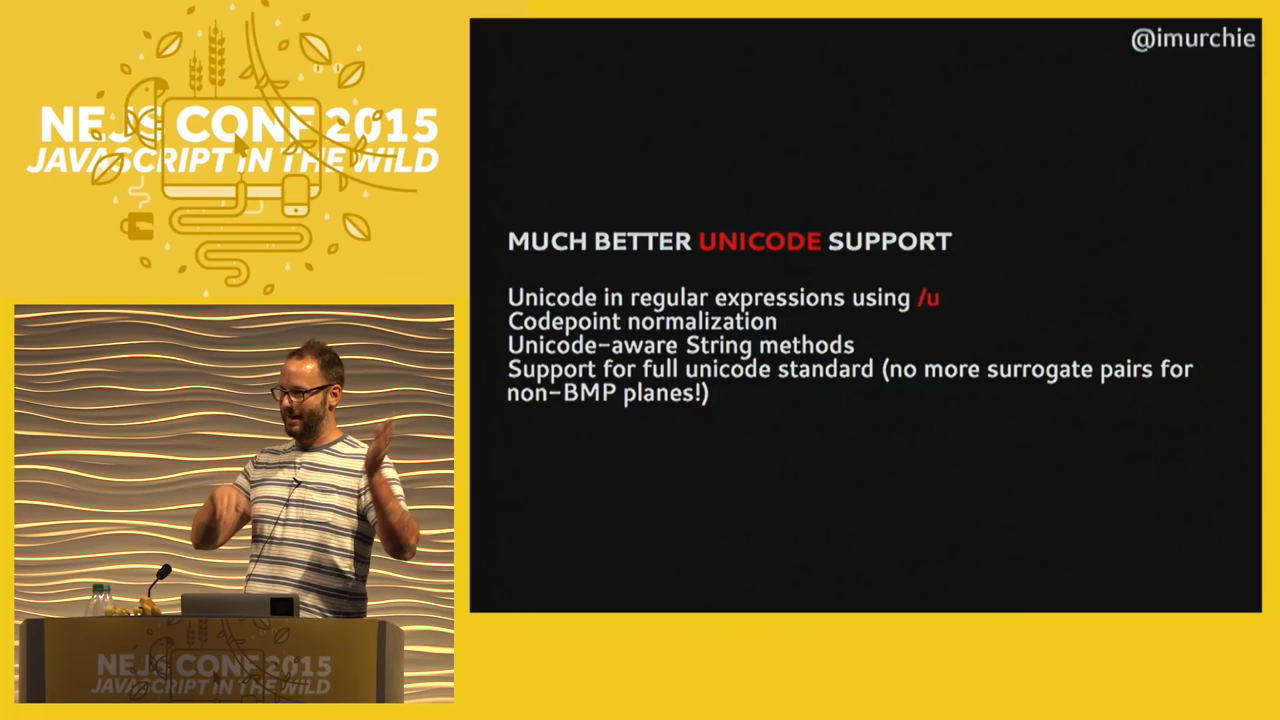 NEJS CONF 2015
JAVASCRIPT IN THE WILD
@imurchie
MUCH BETTER UNICODE SUPPORT
Unicode in regular expressions using /u
Codepoint normalization
Unicode-aware String methods
Support for full unicode standard (no more surrogate pairs for
non-BMP planes!)
NEJS CONF 2015
JAVASCRIPT IN THE WILD